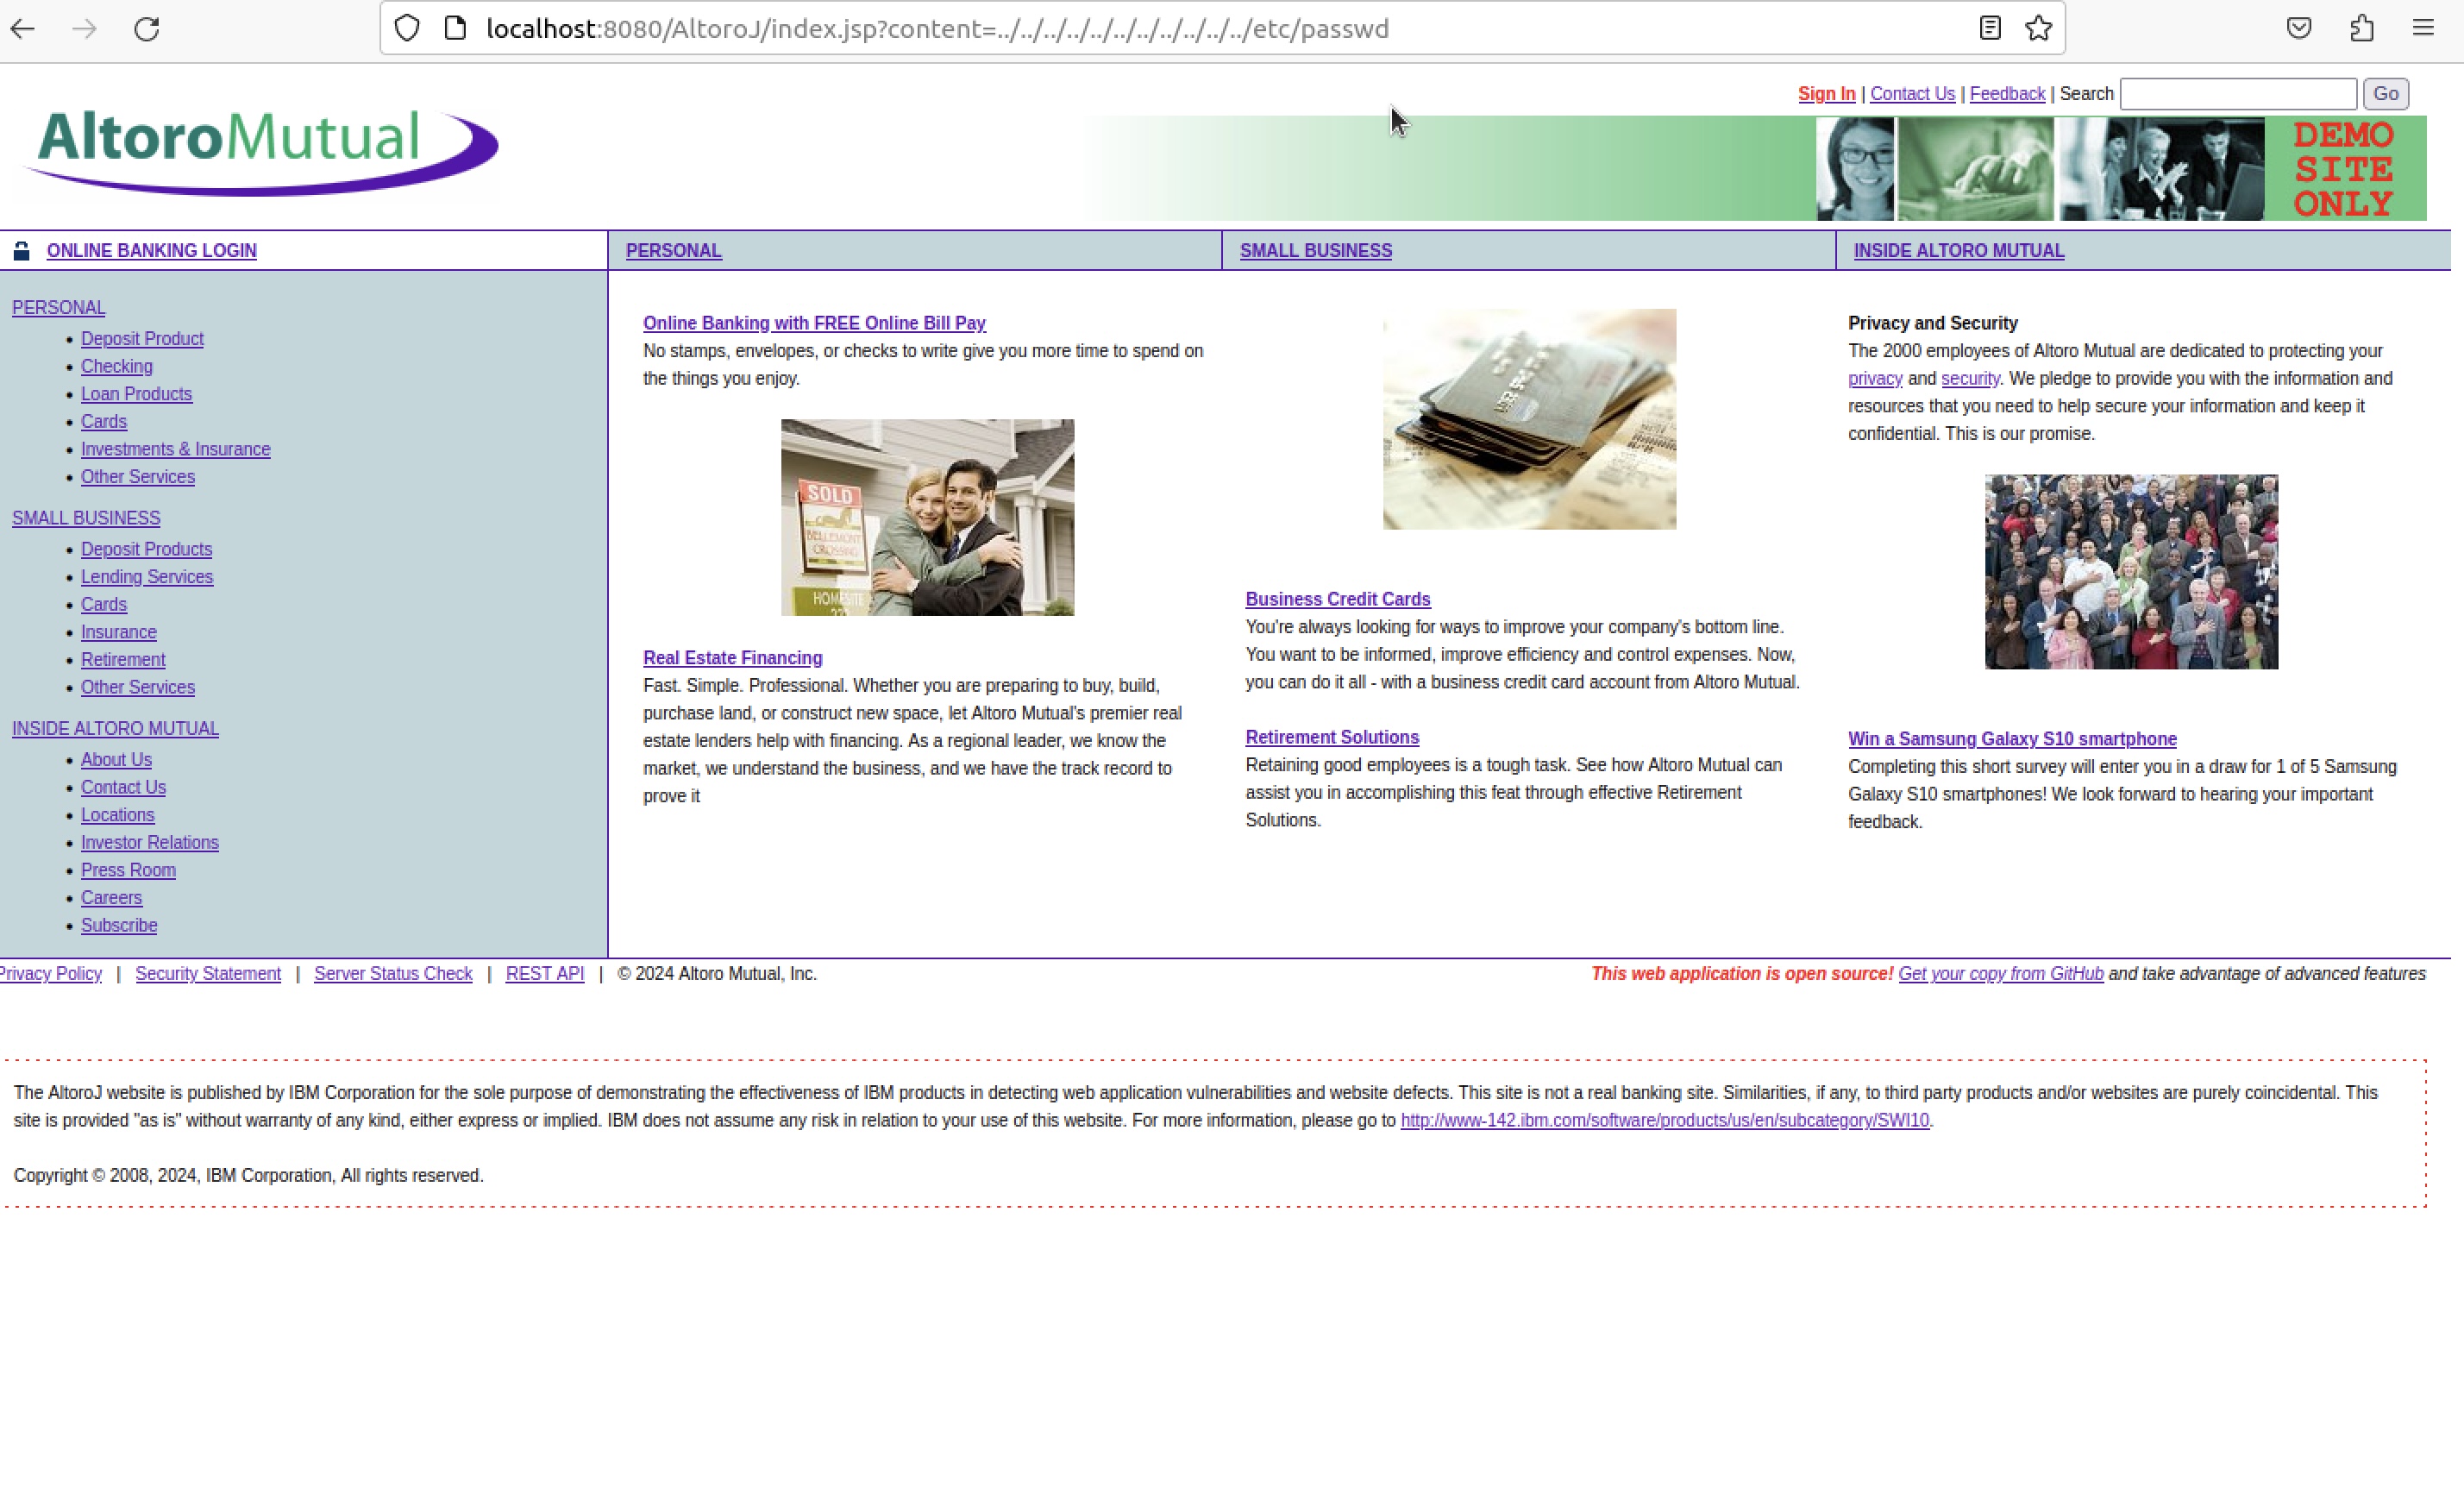 localhost:8080/AltoroJ/index.jsp?content=../../../../../../../../../../../etc/passwd
Sign In | Contact Us | Feedback | Search Go
AltoroMutual
DEMO
SITE
ONLY
ONLINE BANKING LOGIN
PERSONAL
SMALL BUSINESS
INSIDE ALTORO MUTUAL
PERSONAL
Deposit Product
Checking
Loan Products
Cards
Investments & Insurance
Other Services
SMALL BUSINESS
Deposit Products
Lending Services
Cards
Insurance
Retirement
Other Services
INSIDE ALTORO MUTUAL
About Us
Contact Us
Locations
Investor Relations
Press Room
Careers
Subscribe
Online Banking with FREE Online Bill Pay
No stamps, envelopes, or checks to write give you more time to spend on
the things you enjoy.
SOLD
BELLEMONT
CROSSING
HOMESITE
Real Estate Financing
Fast. Simple. Professional. Whether you are preparing to buy, build,
purchase land, or construct new space, let Altoro Mutual's premier real
estate lenders help with financing. As a regional leader, we know the
market, we understand the business, and we have the track record to
prove it
Business Credit Cards
You're always looking for ways to improve your company's bottom line.
You want to be informed, improve efficiency and control expenses. Now,
you can do it all - with a business credit card account from Altoro Mutual.
Retirement Solutions
Retaining good employees is a tough task. See how Altoro Mutual can
assist you in accomplishing this feat through effective Retirement
Solutions.
Privacy and Security
The 2000 employees of Altoro Mutual are dedicated to protecting your
privacy and security. We pledge to provide you with the information and
resources that you need to help secure your information and keep it
confidential. This is our promise.
Win a Samsung Galaxy S10 smartphone
Completing this short survey will enter you in a draw for 1 of 5 Samsung
Galaxy S10 smartphones! We look forward to hearing your important
feedback.
Privacy Policy | Security Statement | Server Status Check | REST API | © 2024 Altoro Mutual, Inc.
This web application is open source! Get your copy from GitHub and take advantage of advanced features
The AltoroJ website is published by IBM Corporation for the sole purpose of demonstrating the effectiveness of IBM products in detecting web application vulnerabilities and website defects. This site is not a real banking site. Similarities, if any, to third party products and/or websites are purely coincidental. This
site is provided "as is" without warranty of any kind, either express or implied. IBM does not assume any risk in relation to your use of this website. For more information, please go to http://www-142.ibm.com/software/products/us/en/subcategory/SWI10.
Copyright © 2008, 2024, IBM Corporation, All rights reserved.